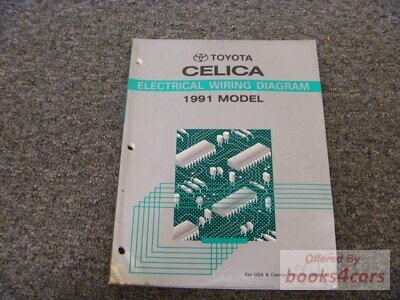 TOYOTA
CELICA
ELECTRICAL WIRING DIAGRAM
1991 MODEL
For USA & Canada
Offered By
books4cars